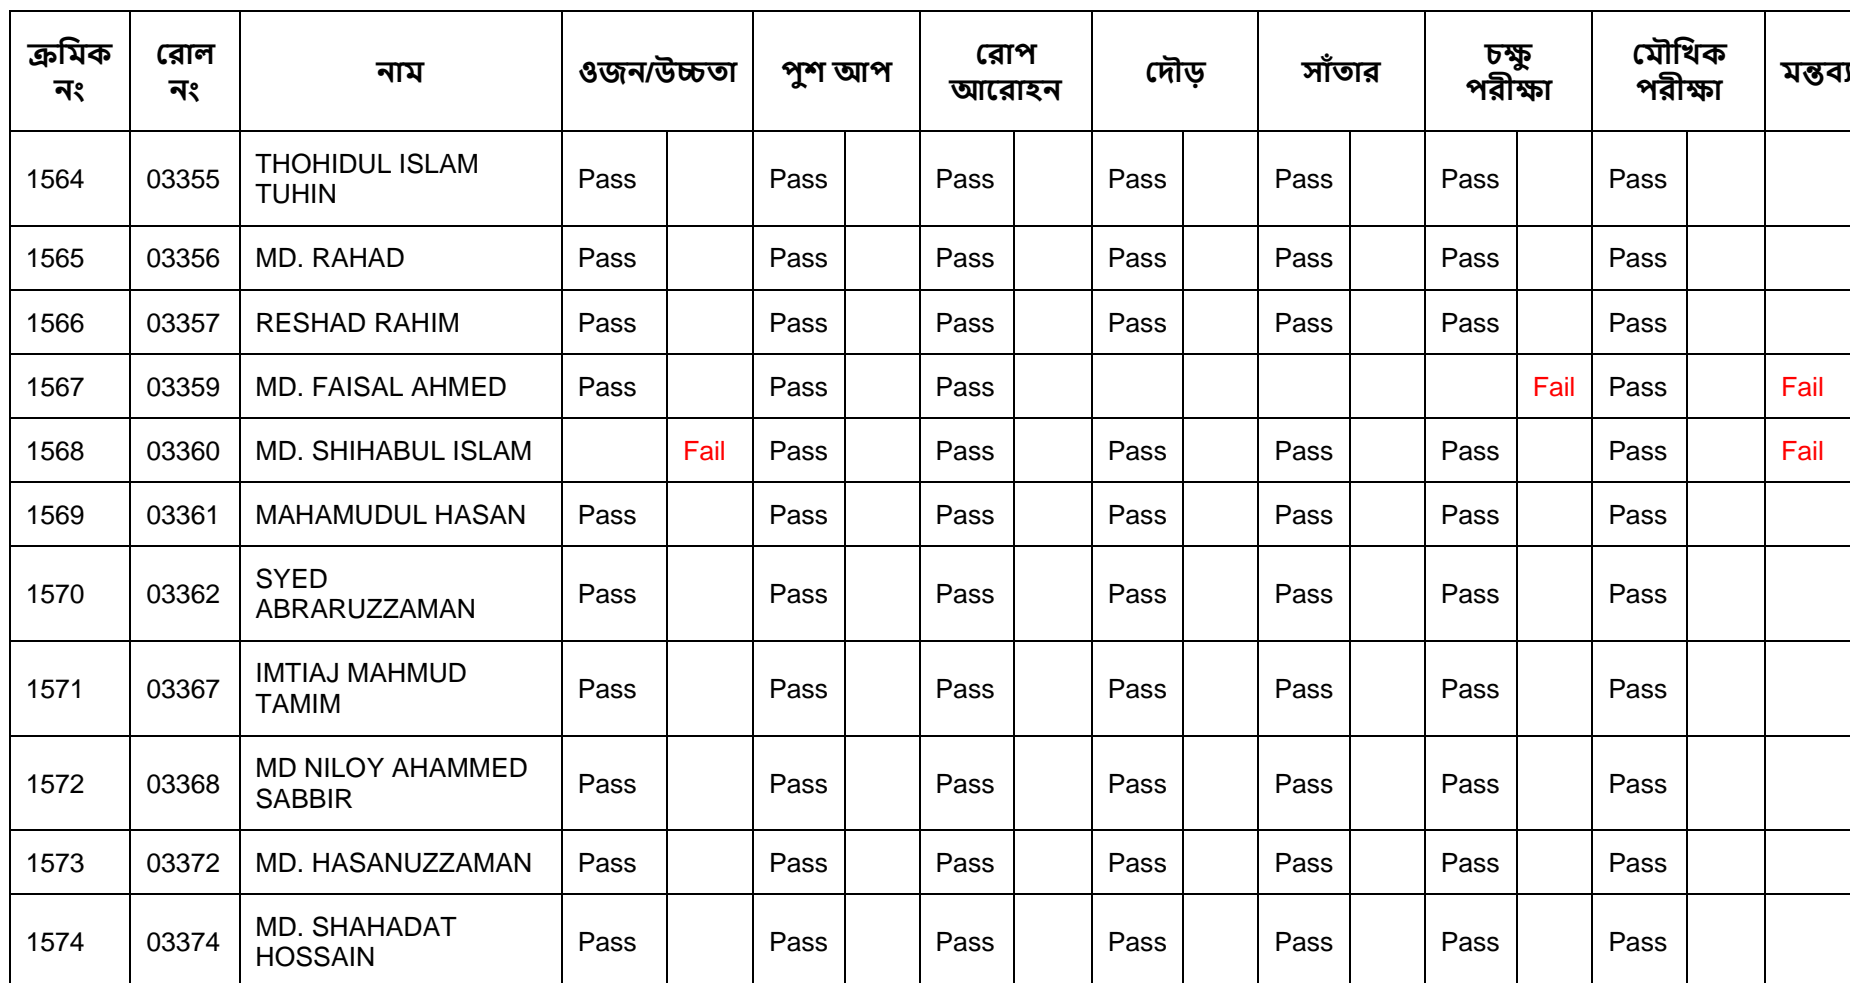 ক্রমিক নং রোল নং নাম ওজন/উচ্চতা পুশ আপ রোপ আরোহন দৌড় সাঁতার চক্ষু পরীক্ষা মৌখিক পরীক্ষা মন্তব্য
1564 03355 THOHIDUL ISLAM TUHIN Pass Pass Pass Pass Pass Pass Pass
1565 03356 MD. RAHAD Pass Pass Pass Pass Pass Pass Pass
1566 03357 RESHAD RAHIM Pass Pass Pass Pass Pass Pass Pass
1567 03359 MD. FAISAL AHMED Pass Pass Pass Fail Pass Fail
1568 03360 MD. SHIHABUL ISLAM Fail Pass Pass Pass Pass Pass Pass Fail
1569 03361 MAHAMUDUL HASAN Pass Pass Pass Pass Pass Pass Pass
1570 03362 SYED ABRARUZZAMAN Pass Pass Pass Pass Pass Pass Pass
1571 03367 IMTIAJ MAHMUD TAMIM Pass Pass Pass Pass Pass Pass Pass
1572 03368 MD NILOY AHAMMED SABBIR Pass Pass Pass Pass Pass Pass Pass
1573 03372 MD. HASANUZZAMAN Pass Pass Pass Pass Pass Pass Pass
1574 03374 MD. SHAHADAT HOSSAIN Pass Pass Pass Pass Pass Pass Pass